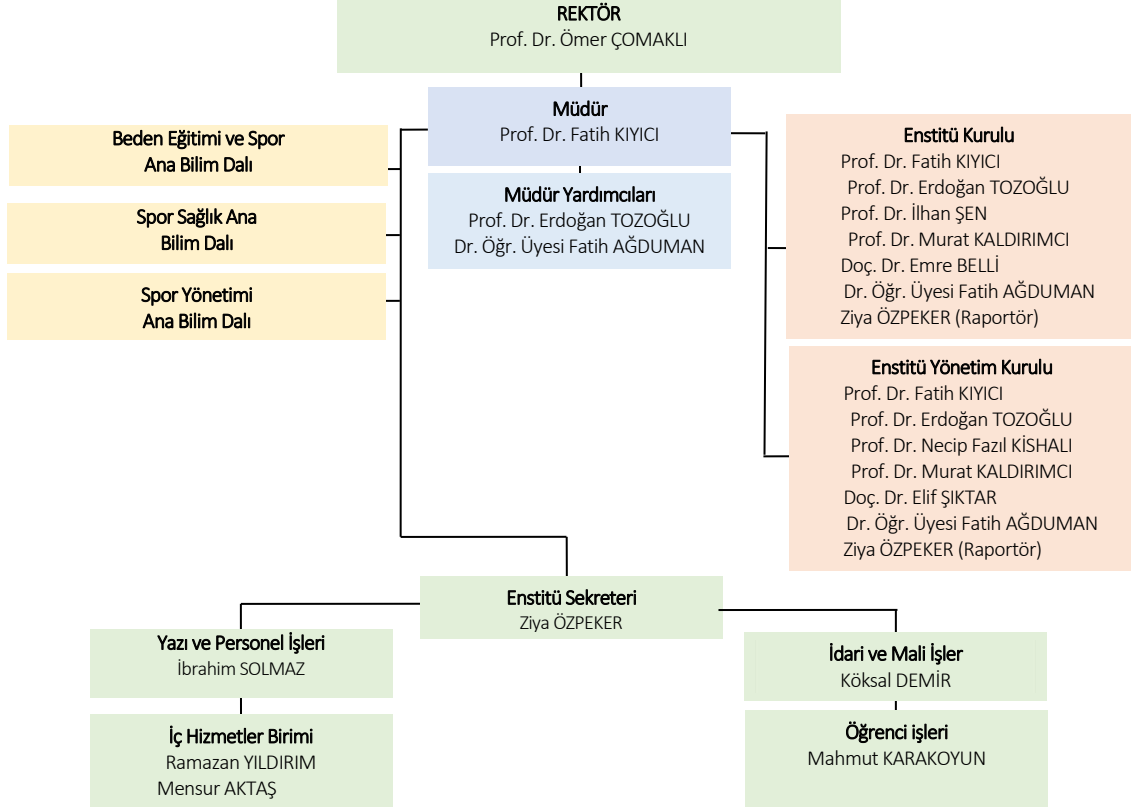 REKTÖR
Prof. Dr. Ömer ÇOMAKLI
Müdür
Prof. Dr. Fatih KIYICI
Müdür Yardımcıları
Prof. Dr. Erdoğan TOZOĞLU
Dr. Öğr. Üyesi Fatih AĞDUMAN
Beden Eğitimi ve Spor
Ana Bilim Dalı
Spor Sağlık Ana
Bilim Dalı
Spor Yönetimi
Ana Bilim Dalı
Enstitü Kurulu
Prof. Dr. Fatih KIYICI
Prof. Dr. Erdoğan TOZOĞLU
Prof. Dr. İlhan ŞEN
Prof. Dr. Murat KALDIRIMCI
Doç. Dr. Emre BELLİ
Dr. Öğr. Üyesi Fatih AĞDUMAN
Ziya ÖZPEKER (Raportör)
Enstitü Yönetim Kurulu
Prof. Dr. Fatih KIYICI
Prof. Dr. Erdoğan TOZOĞLU
Prof. Dr. Necip Fazıl KİSHALI
Prof. Dr. Murat KALDIRIMCI
Doç. Dr. Elif ŞIKTAR
Dr. Öğr. Üyesi Fatih AĞDUMAN
Ziya ÖZPEKER (Raportör)
Enstitü Sekreteri
Ziya ÖZPEKER
Yazı ve Personel İşleri
İbrahim SOLMAZ
İç Hizmetler Birimi
Ramazan YILDIRIM
Mensur AKTAŞ
İdari ve Mali İşler
Köksal DEMİR
Öğrenci işleri
Mahmut KARAKOYUN